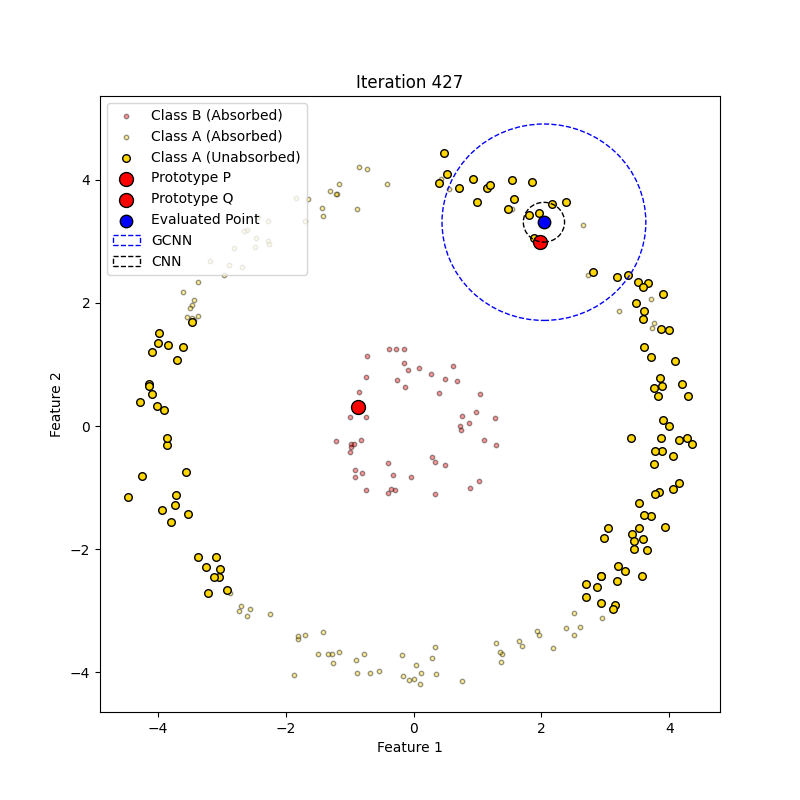 Iteration 427
Class B (Absorbed)
Class A (Absorbed)
Class A (Unabsorbed)
Prototype P
Prototype Q
Evaluated Point
GCNN
CNN
4
2
0
−2
−4
Feature 2
−4 −2 0 2 4
Feature 1